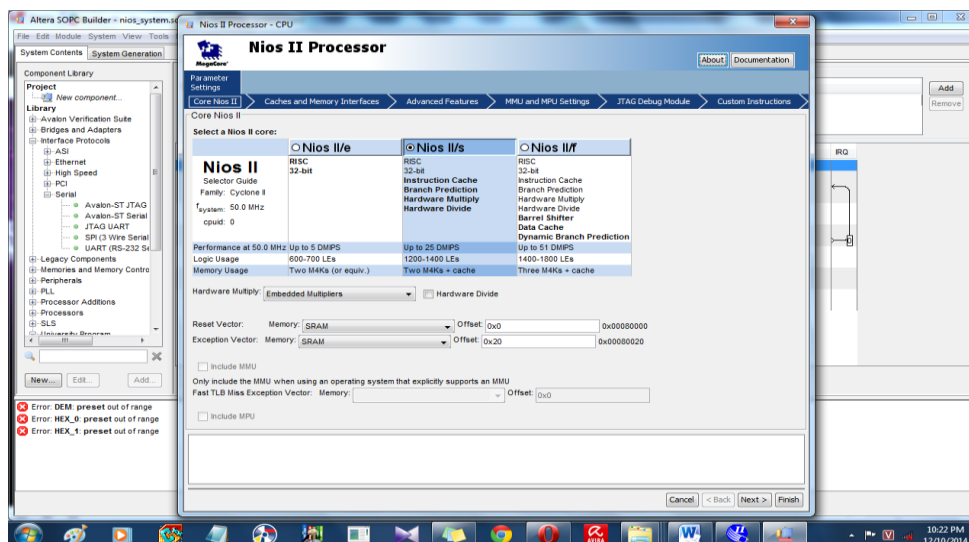 Altera SOPC Builder - nios_system.so
File Edit Module System View Tools
System Contents System Generation
Component Library
Project
New component...
Library
Avalon Verification Suite
Bridges and Adapters
Interface Protocols
ASI
Ethernet
High Speed
PCI
Serial
Avalon-ST JTAG
Avalon-ST Serial
JTAG UART
SPI (3 Wire Serial
UART (RS-232 Se
Legacy Components
Memories and Memory Contro
Peripherals
PLL
Processor Additions
Processors
SLS
University Program
New... Edit... Add...
Error: DEM: preset out of range
Error: HEX_0: preset out of range
Error: HEX_1: preset out of range
Nios II Processor - CPU
MegaCore'
Nios II Processor
About Documentation
Parameter
Settings
Core Nios II Caches and Memory Interfaces Advanced Features MMU and MPU Settings JTAG Debug Module Custom Instructions
Core Nios II
Select a Nios II core:
Nios II/e Nios II/s Nios II/f
Nios II
Selector Guide
Family: Cyclone II
fsystem: 50.0 MHz
cpuid: 0
RISC
32-bit
RISC
32-bit
Instruction Cache
Branch Prediction
Hardware Multiply
Hardware Divide
RISC
32-bit
Instruction Cache
Branch Prediction
Hardware Multiply
Hardware Divide
Barrel Shifter
Data Cache
Dynamic Branch Prediction
Performance at 50.0 MHz Up to 5 DMIPS Up to 25 DMIPS Up to 51 DMIPS
Logic Usage 600-700 LEs 1200-1400 LEs 1400-1800 LEs
Memory Usage Two M4Ks (or equiv.) Two M4Ks + cache Three M4Ks + cache
Hardware Multiply: Embedded Multipliers Hardware Divide
Reset Vector: Memory: SRAM Offset: 0x0 0x00080000
Exception Vector: Memory: SRAM Offset: 0x20 0x00080020
Include MMU
Only include the MMU when using an operating system that explicitly supports an MMU
Fast TLB Miss Exception Vector: Memory: Offset: 0x0
Include MPU
Cancel < Back Next > Finish
Add
Remove
IRQ
AVIRA
W
V
10:22 PM
12/10/2014